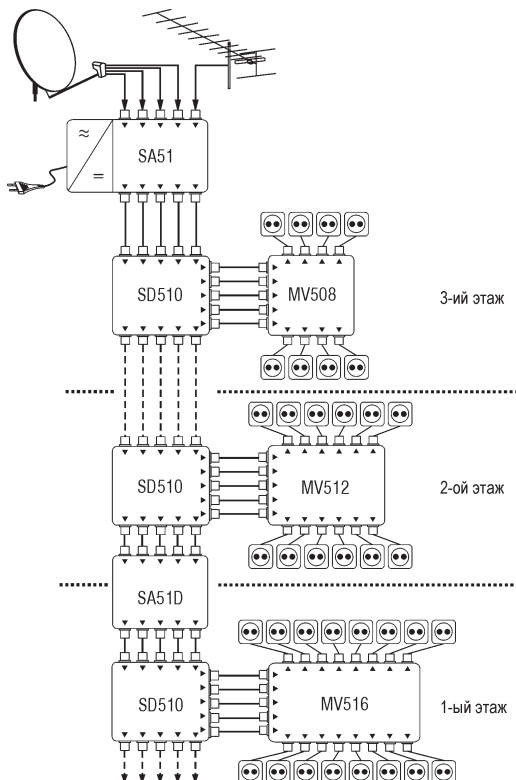 ≈
SA51
=
SD510
MV508
3-ий этаж
SD510
MV512
2-ой этаж
SA51D
SD510
MV516
1-ый этаж